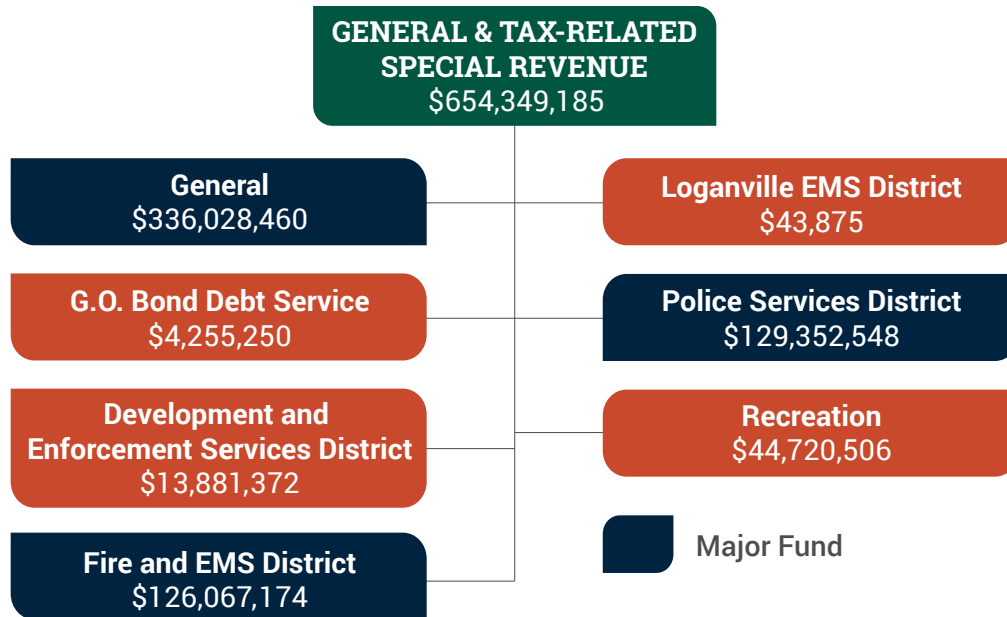 GENERAL & TAX-RELATED
SPECIAL REVENUE
$654,349,185
General
$336,028,460
G.O. Bond Debt Service
$4,255,250
Development and
Enforcement Services District
$13,881,372
Fire and EMS District
$126,067,174
Loganville EMS District
$43,875
Police Services District
$129,352,548
Recreation
$44,720,506
Major Fund